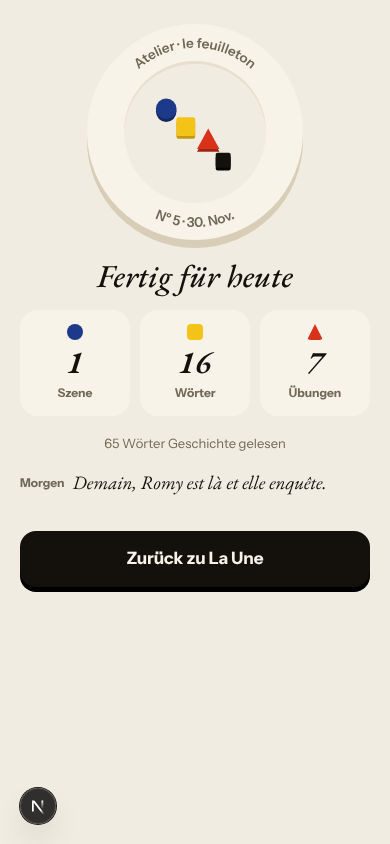 Atelier · le feuilleton
N° 5 · 30. Nov.
Fertig für heute
1
Szene
16
Wörter
7
Übungen
65 Wörter Geschichte gelesen
Morgen Demain, Romy est là et elle enquête.
Zurück zu La Une
N